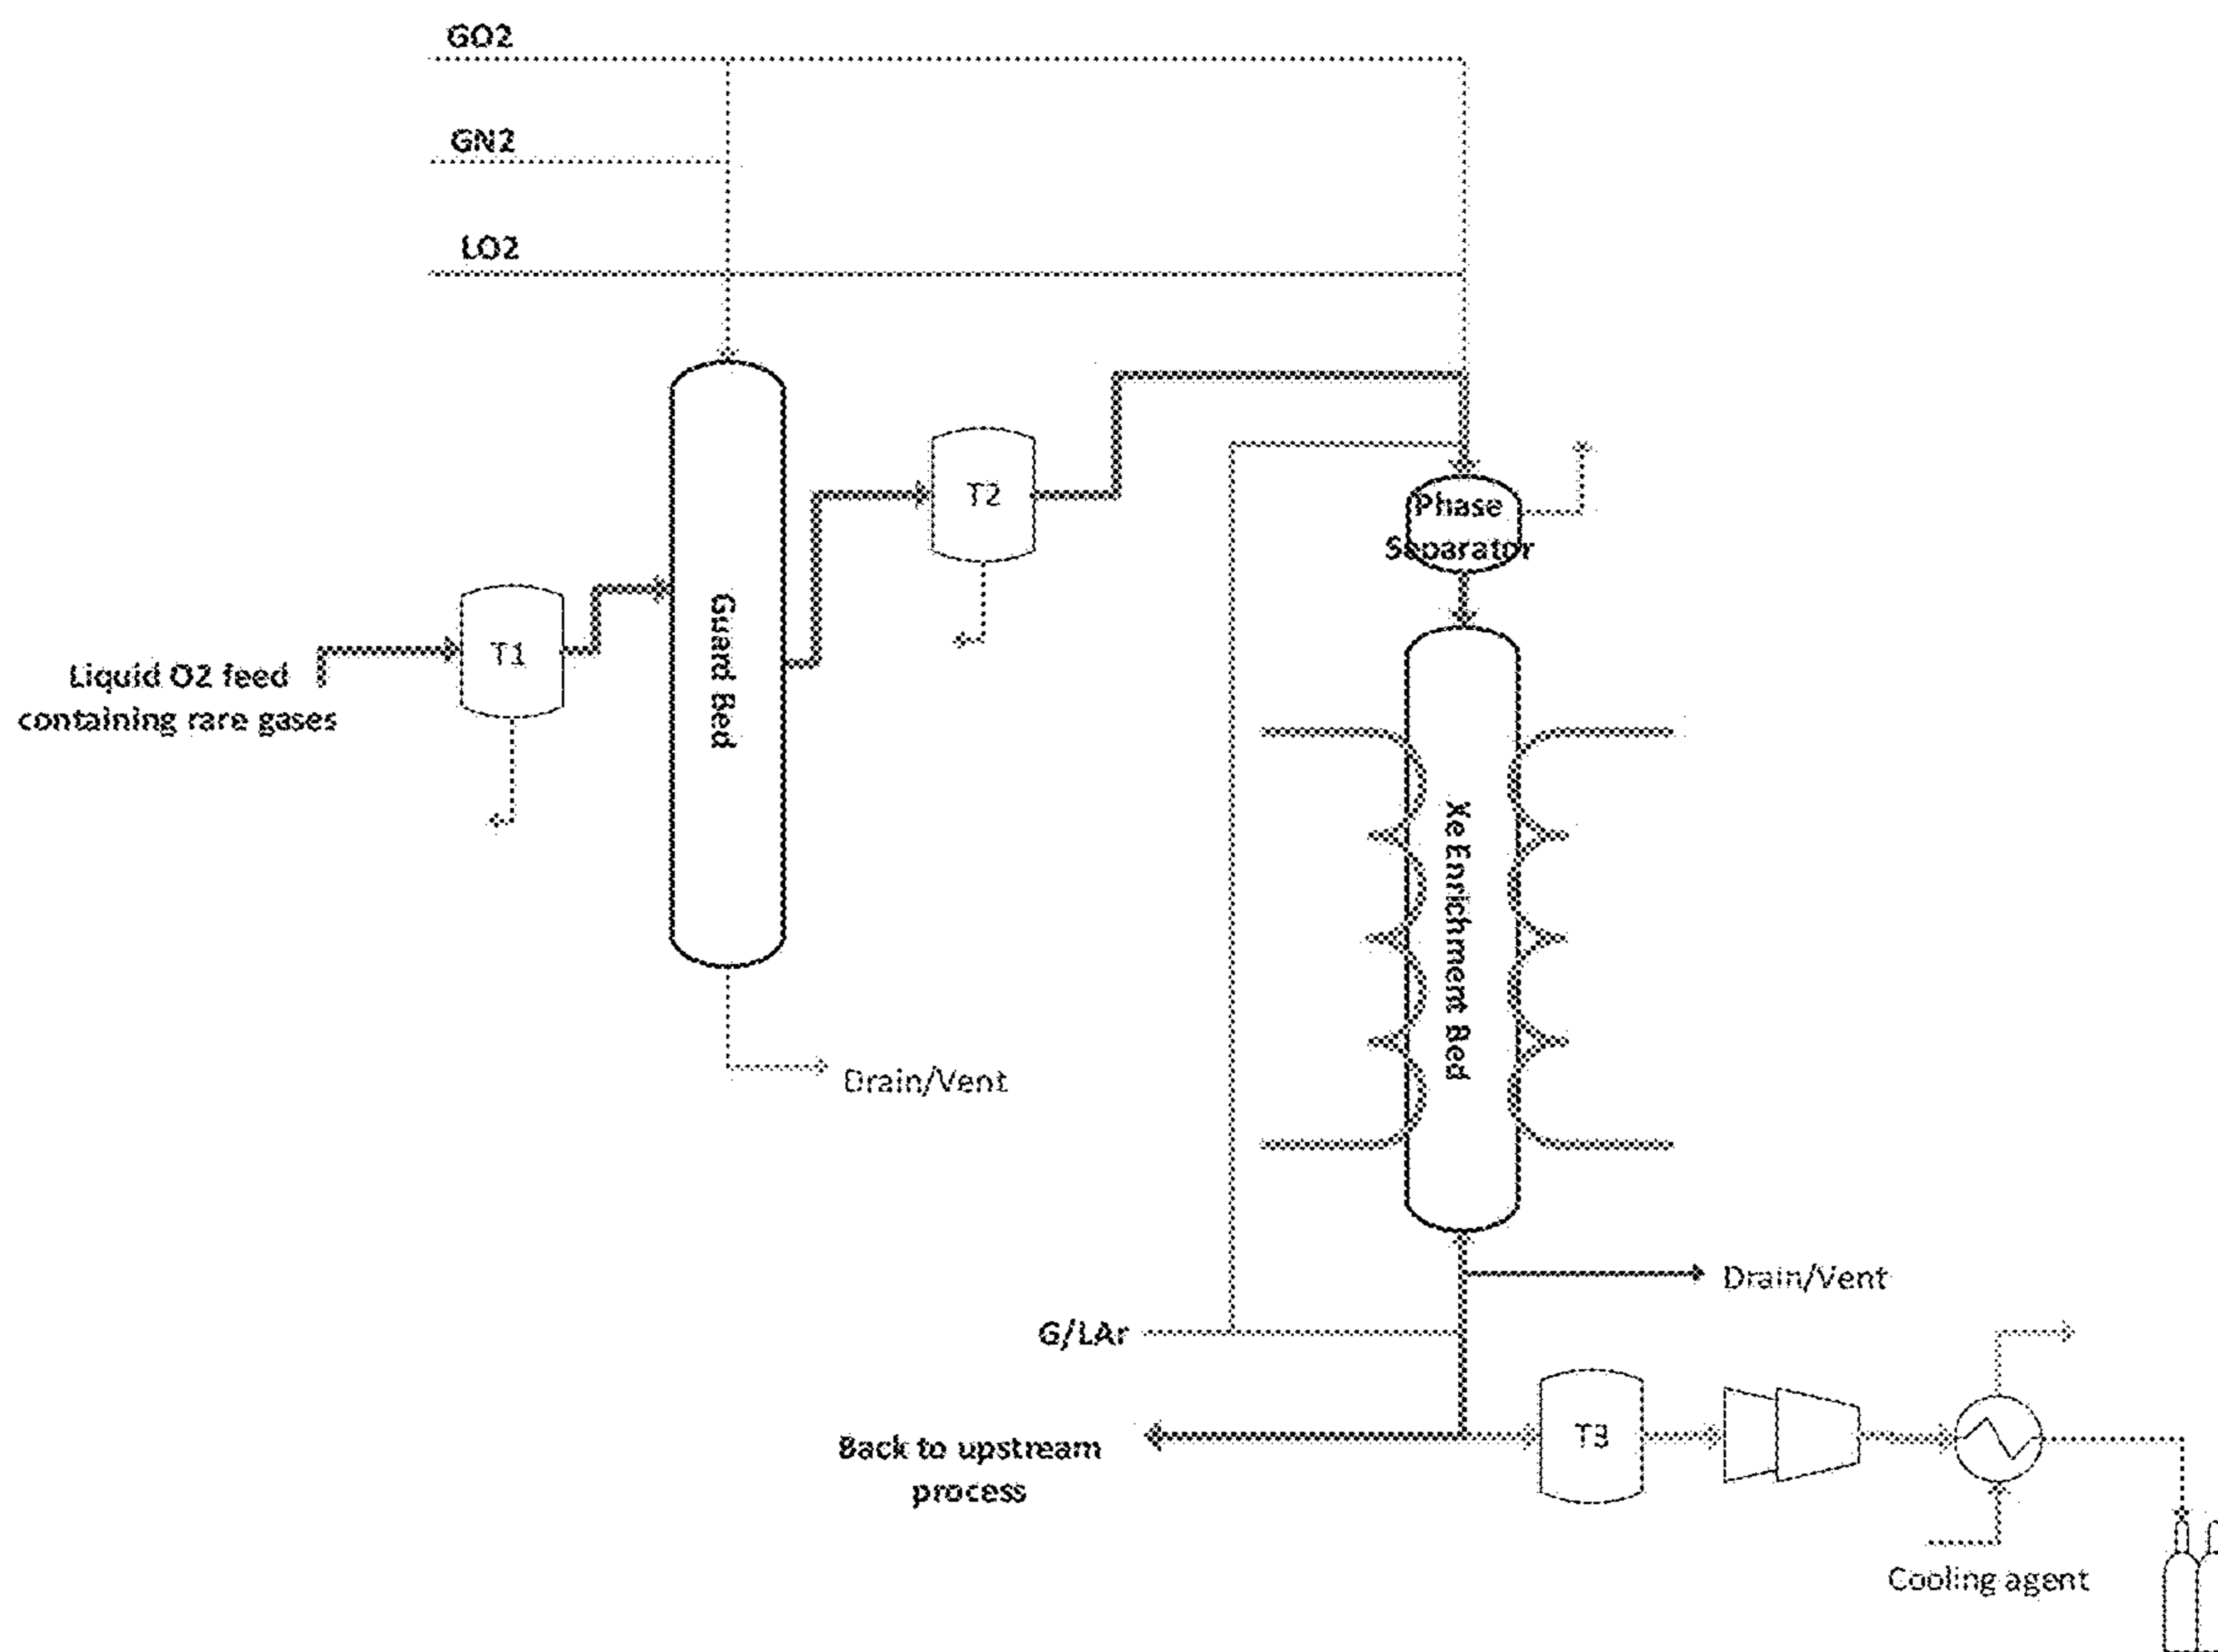 GO2
GN2
LO2
T2
Phase
Separator
T1
Guard Bed
Liquid O2 feed
containing rare gases
Xe Enrichment Bed
Drain/Vent
Drain/Vent
G/LAr
Back to upstream
process
T3
Cooling agent